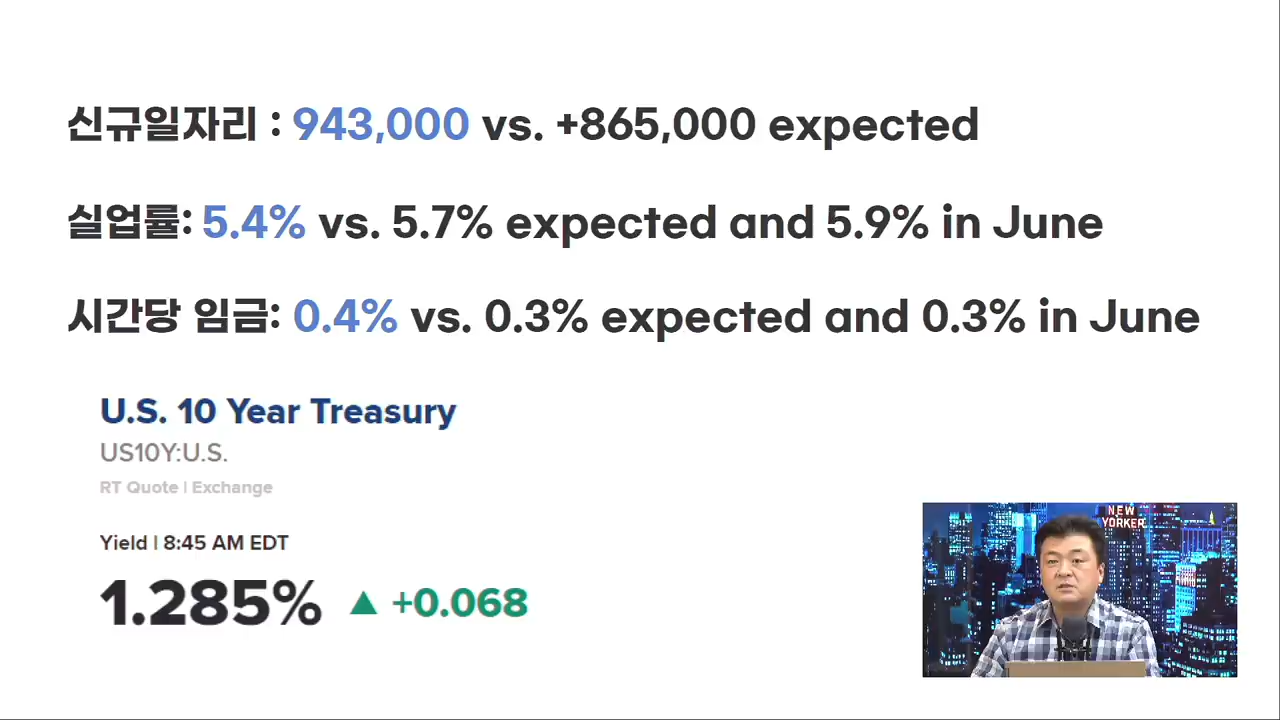 신규일자리 : 943,000 vs. +865,000 expected
실업률: 5.4% vs. 5.7% expected and 5.9% in June
시간당 임금: 0.4% vs. 0.3% expected and 0.3% in June
U.S. 10 Year Treasury
US10Y:U.S.
RT Quote | Exchange
Yield | 8:45 AM EDT
1.285% ▲ +0.068
NEW
YORKER